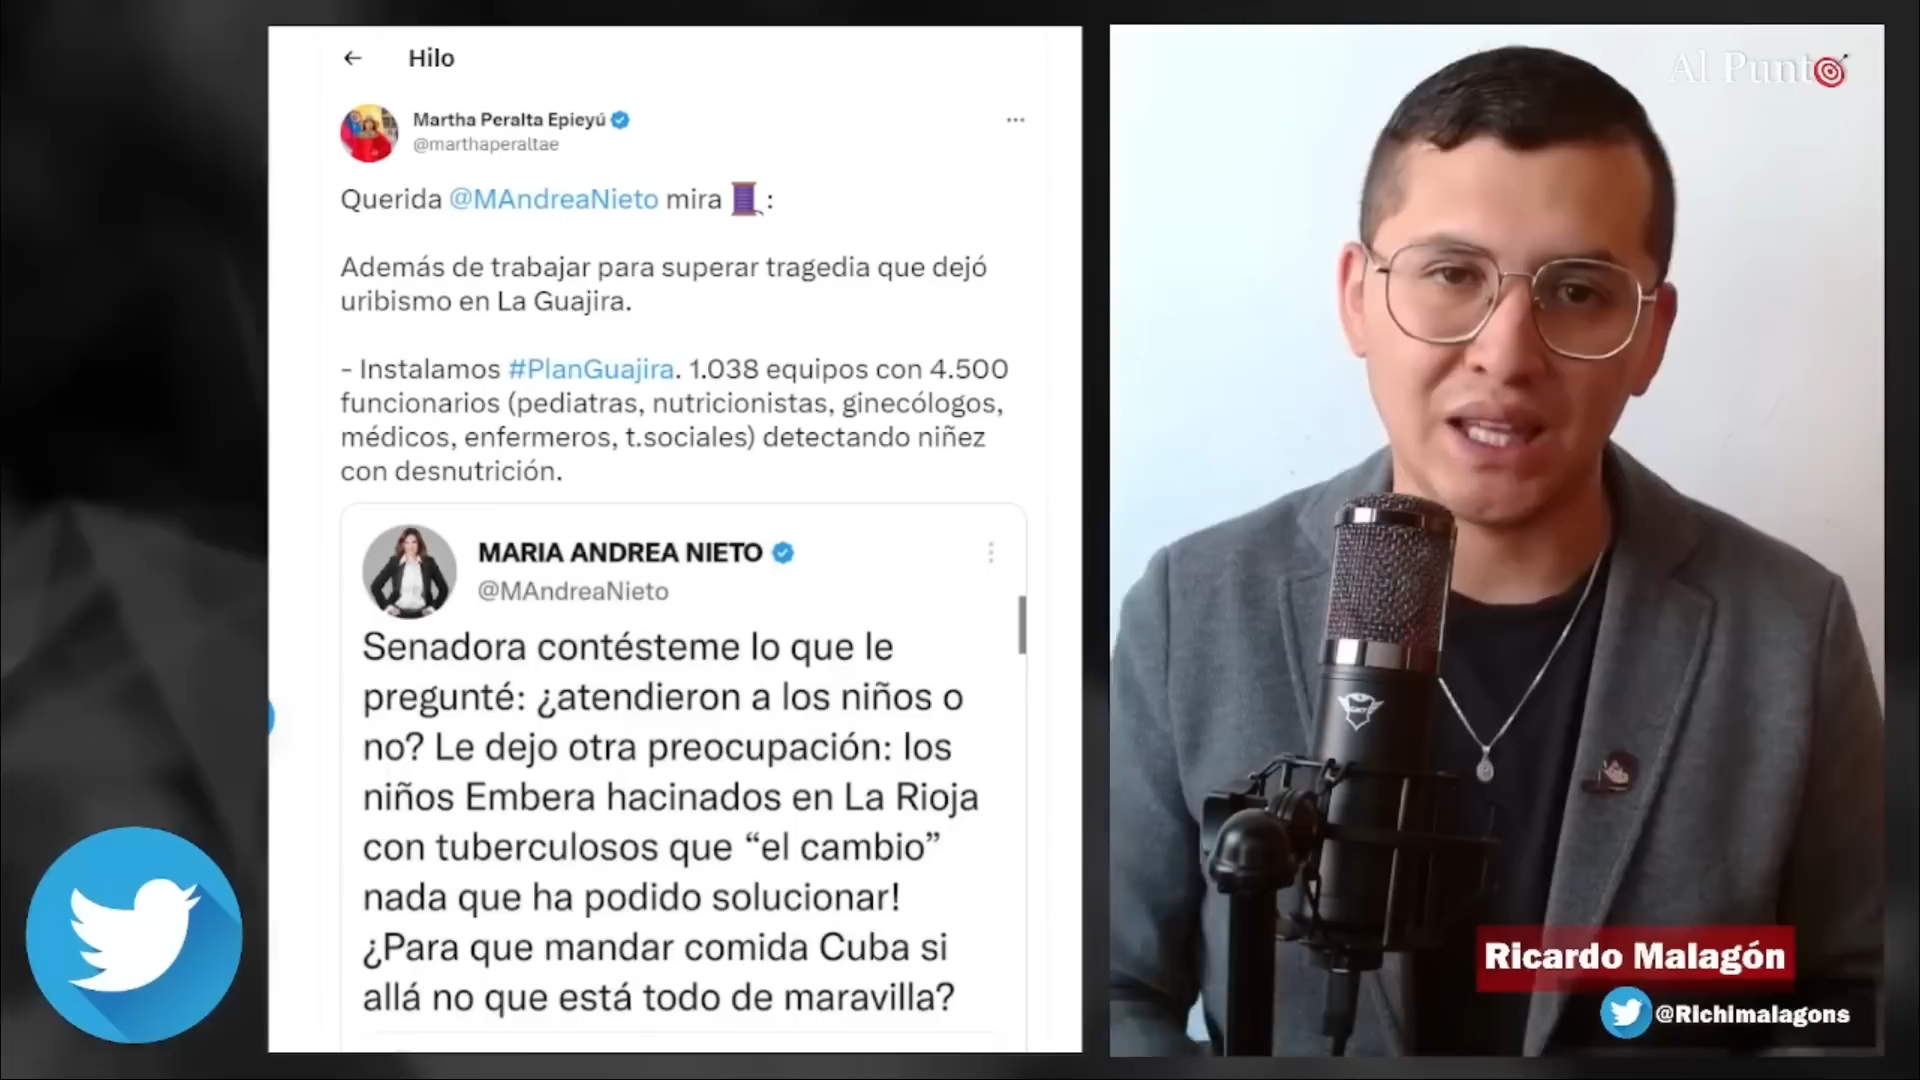 Hilo
Martha Peralta Epieyú
@marthaperaltae
Querida @MAndreaNieto mira :
Además de trabajar para superar tragedia que dejó
uribismo en La Guajira.
- Instalamos #PlanGuajira. 1.038 equipos con 4.500
funcionarios (pediatras, nutricionistas, ginecólogos,
médicos, enfermeros, t.sociales) detectando niñez
con desnutrición.
MARIA ANDREA NIETO
@MAndreaNieto
Senadora contésteme lo que le
pregunté: ¿atendieron a los niños o
no? Le dejo otra preocupación: los
niños Embera hacinados en La Rioja
con tuberculosos que “el cambio”
nada que ha podido solucionar!
¿Para que mandar comida Cuba si
allá no que está todo de maravilla?
Al Punto
Ricardo Malagón
@Richimalagons